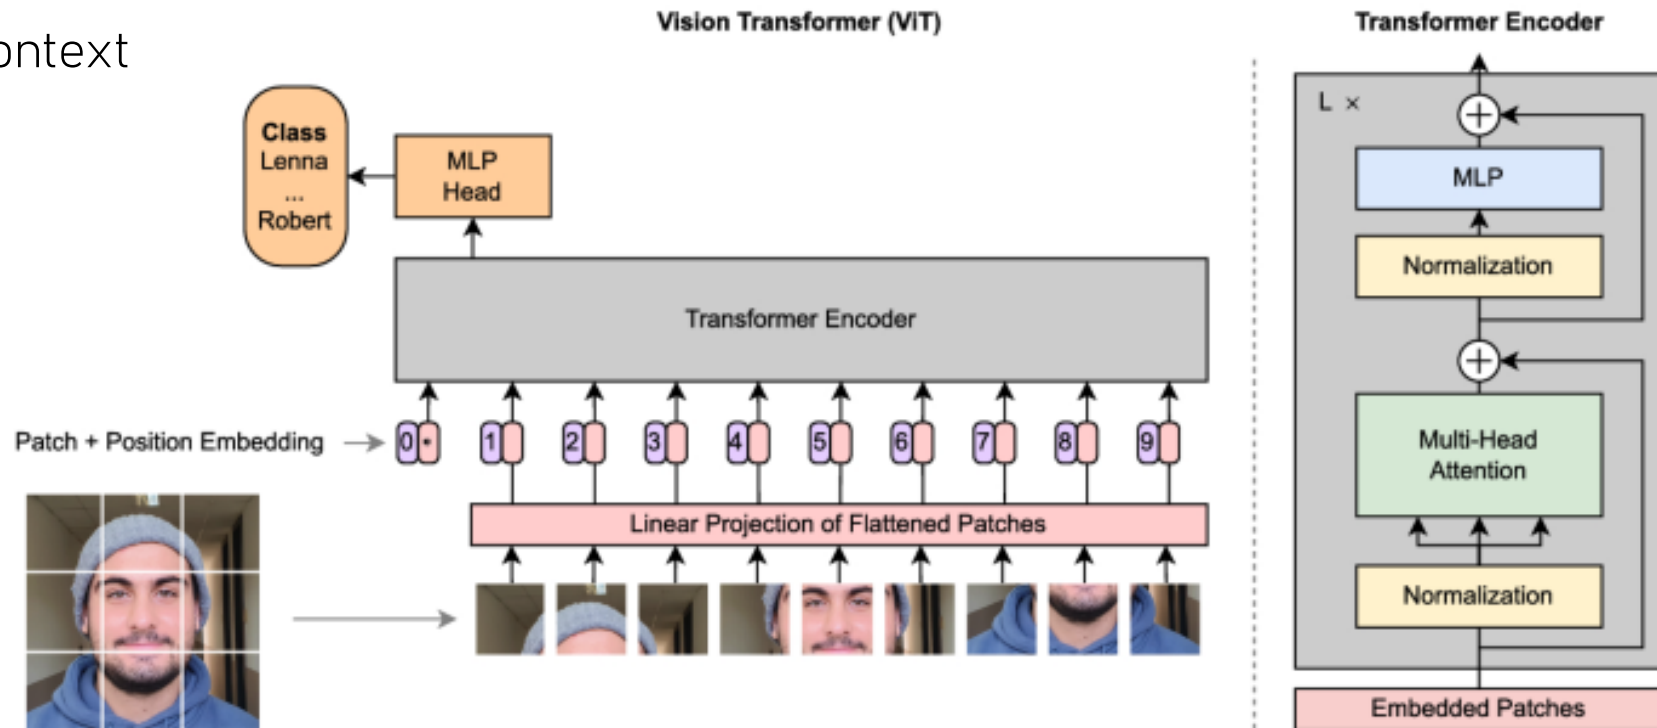 ontext
Vision Transformer (ViT)
Class
Lenna
...
Robert
MLP
Head
Transformer Encoder
Patch + Position Embedding
0 * 1 2 3 4 5 6 7 8 9
Linear Projection of Flattened Patches
Transformer Encoder
L ×
MLP
Normalization
Multi-Head
Attention
Normalization
Embedded Patches